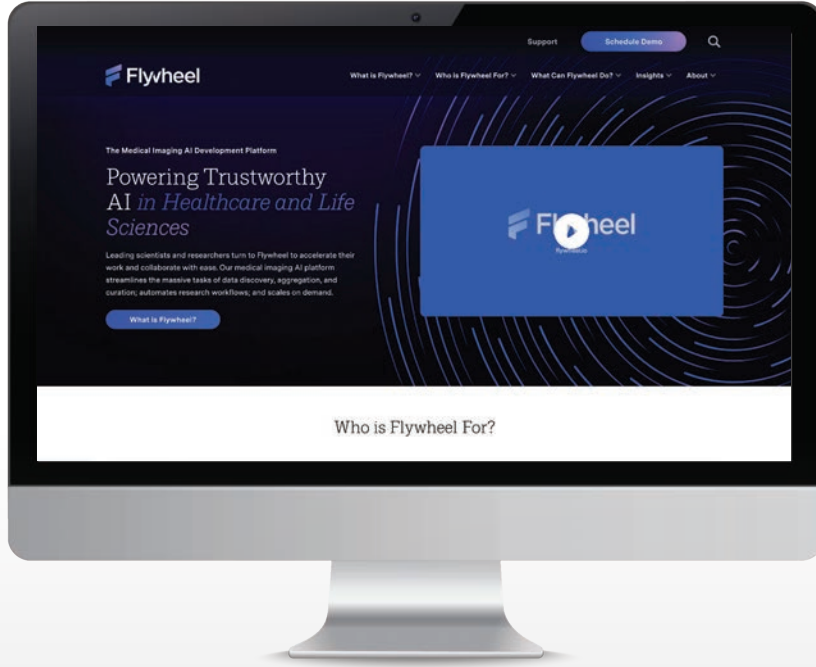 Support
Schedule Demo
Flywheel
What is Flywheel?
Who is Flywheel For?
What Can Flywheel Do?
Insights
About
The Medical Imaging AI Development Platform
Powering Trustworthy
AI in Healthcare and Life
Sciences
Leading scientists and researchers turn to Flywheel to accelerate their
work and collaborate with ease. Our medical imaging AI platform
streamlines the massive tasks of data discovery, aggregation, and
curation; automates research workflows; and scales on demand.
What is Flywheel?
Who is Flywheel For?